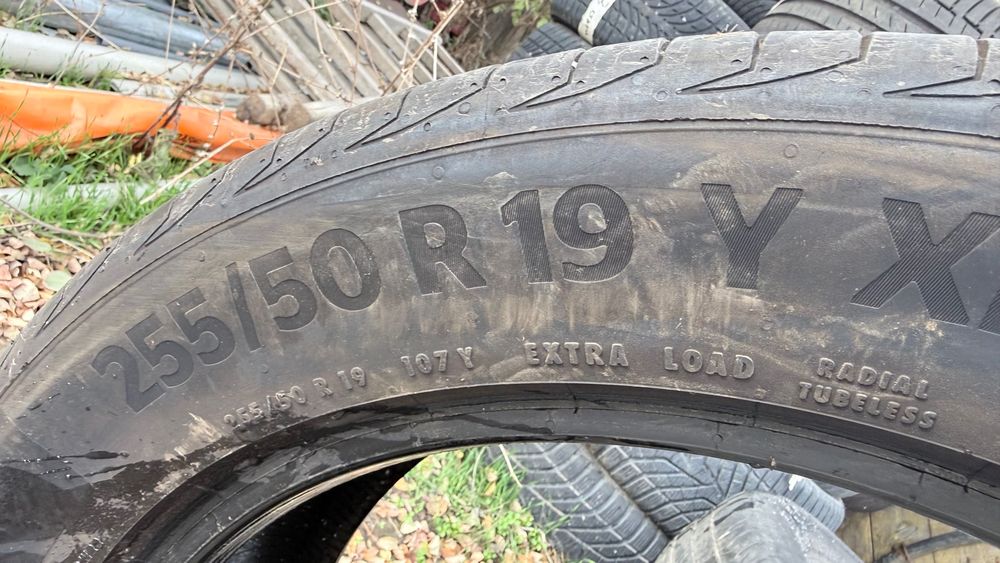 255/50 R 19 Y X
255/50 R 19 107 Y EXTRA LOAD RADIAL
TUBELESS